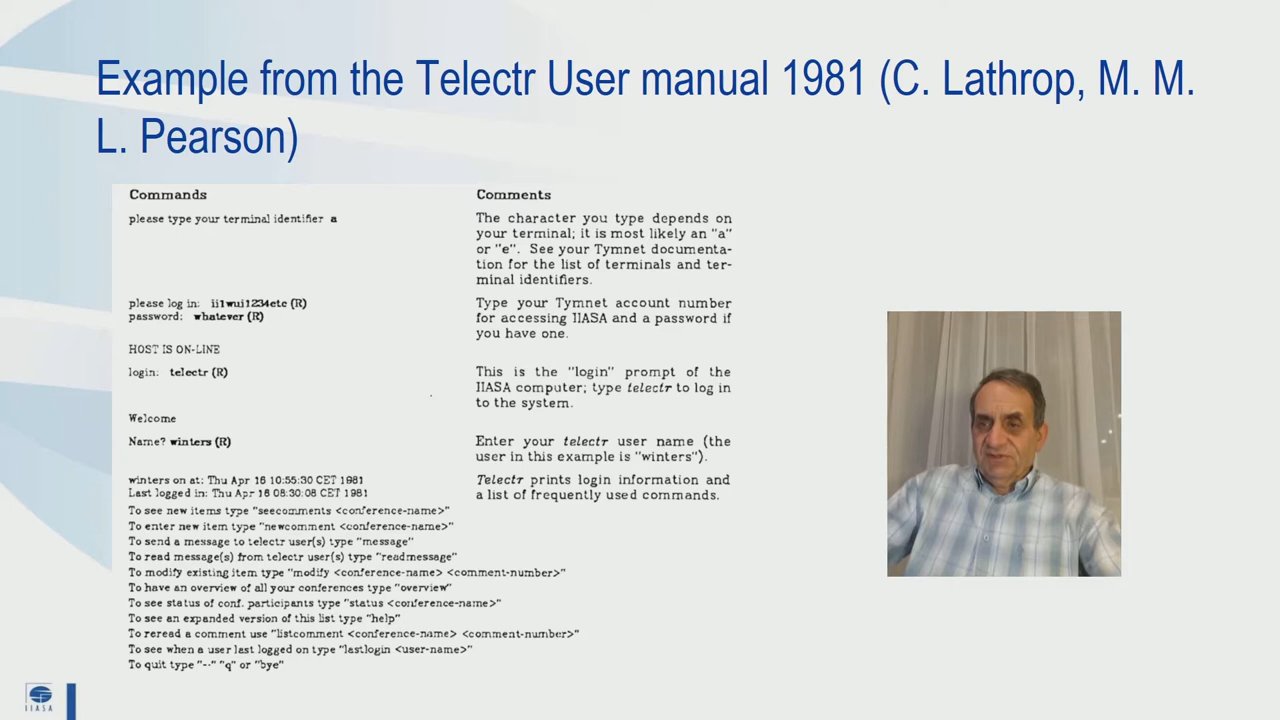 Example from the Telectr User manual 1981 (C. Lathrop, M. M.
L. Pearson)
Commands
Comments
please type your terminal identifier a
The character you type depends on
your terminal; it is most likely an "a"
or "e". See your Tymnet documenta-
tion for the list of terminals and ter-
minal identifiers.
please log in: ii1wui1234etc (R)
password: whatever (R)
Type your Tymnet account number
for accessing IIASA and a password if
you have one.
HOST IS ON-LINE
login: telectr (R)
This is the "login" prompt of the
IIASA computer; type telectr to log in
to the system.
Welcome
Name? winters (R)
Enter your telectr user name (the
user in this example is "winters").
winters on at: Thu Apr 16 10:55:30 CET 1981
Last logged in: Thu Apr 16 08:30:08 CET 1981
Telectr prints login information and
a list of frequently used commands.
To see new items type "seecomments <conference-name>"
To enter new item type "newcomment <conference-name>"
To send a message to telectr user(s) type "message"
To read message(s) from telectr user(s) type "readmessage"
To modify existing item type "modify <conference-name> <comment-number>"
To have an overview of all your conferences type "overview"
To see status of conf. participants type "status <conference-name>"
To see an expanded version of this list type "help"
To reread a comment use "listcomment <conference-name> <comment-number>"
To see when a user last logged on type "lastlogin <user-name>"
To quit type "--" "q" or "bye"
IIASA